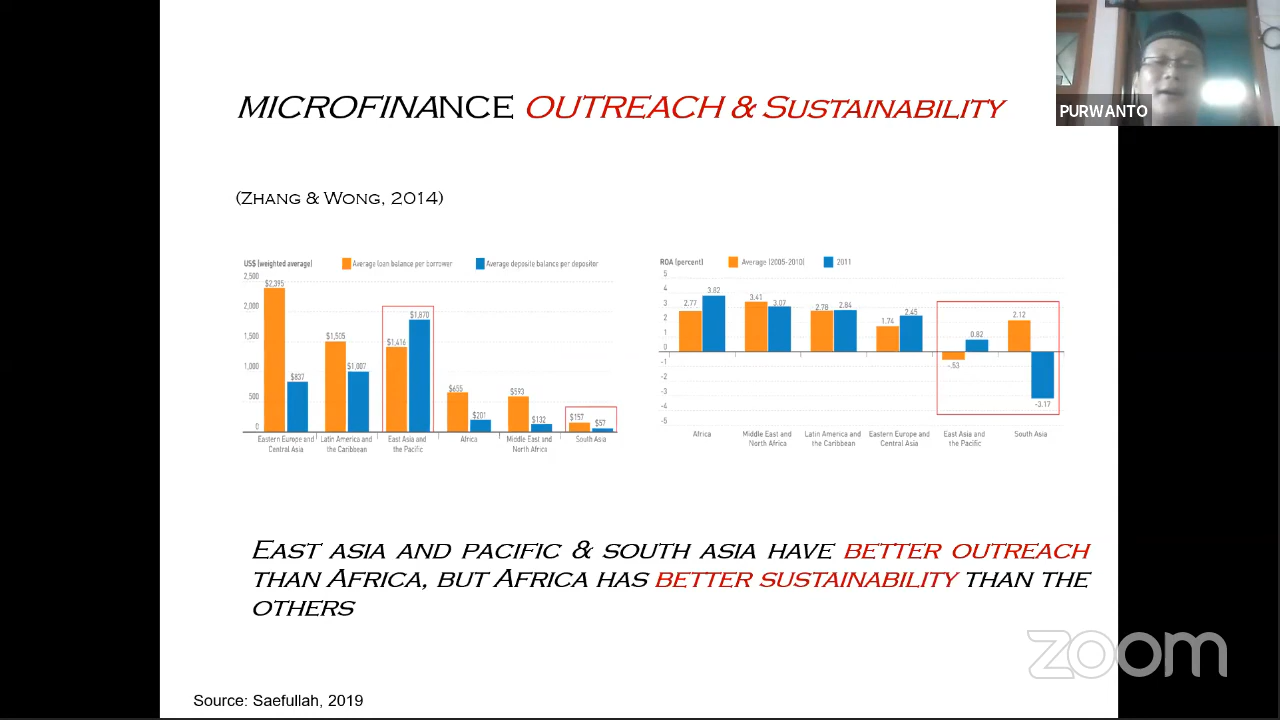 MICROFINANCE OUTREACH & SUSTAINABILITY
PURWANTO
(ZHANG & WONG, 2014)
US$ (weighted average)
Average loan balance per borrower
Average deposite balance per depositor
2,500
2,000
1,500
1,000
500
0
$2,395
$837
$1,505
$1,007
$1,416
$1,870
$655
$201
$593
$132
$157
$57
Eastern Europe and
Central Asia
Latin America and
the Caribbean
East Asia and
the Pacific
Africa
Middle East and
North Africa
South Asia
ROA (percent)
Average (2005-2010)
2011
5
4
3
2
1
0
-1
-2
-3
-4
-5
2.77
3.82
3.41
3.07
2.78
2.84
1.74
2.45
-.53
0.82
2.12
-3.17
Africa
Middle East and
North Africa
Latin America and
the Caribbean
Eastern Europe and
Central Asia
East Asia and
the Pacific
South Asia
EAST ASIA AND PACIFIC & SOUTH ASIA HAVE BETTER OUTREACH
THAN AFRICA, BUT AFRICA HAS BETTER SUSTAINABILITY THAN THE
OTHERS
zoom
Source: Saefullah, 2019